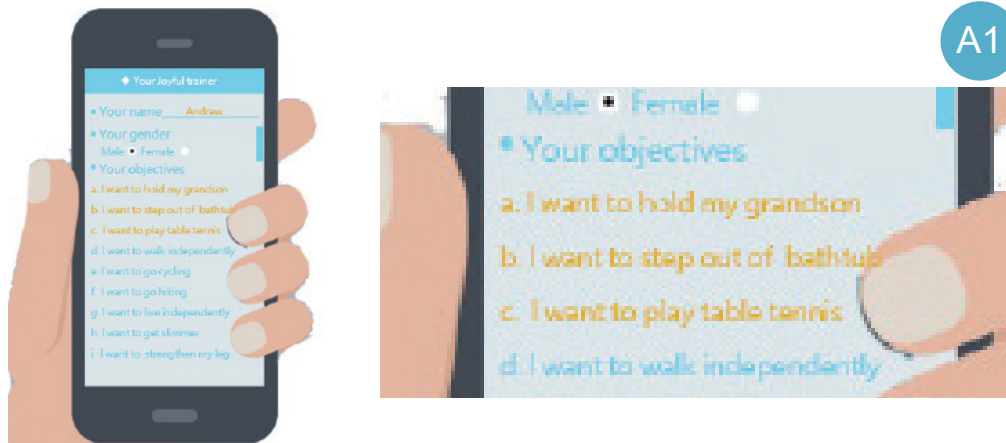 Your Joyful trainer
Your name Andrew
Your gender
Male Female
Your objectives
a. I want to hold my grandson
b. I want to step out of bathtub
c. I want to play table tennis
d. I want to walk independently
e. I want to go cycling
f. I want to go hiking
g. I want to live independently
h. I want to get slimmer
i. I want to strengthen my leg
A1
Male Female
Your objectives
a. I want to hold my grandson
b. I want to step out of bathtub
c. I want to play table tennis
d. I want to walk independently